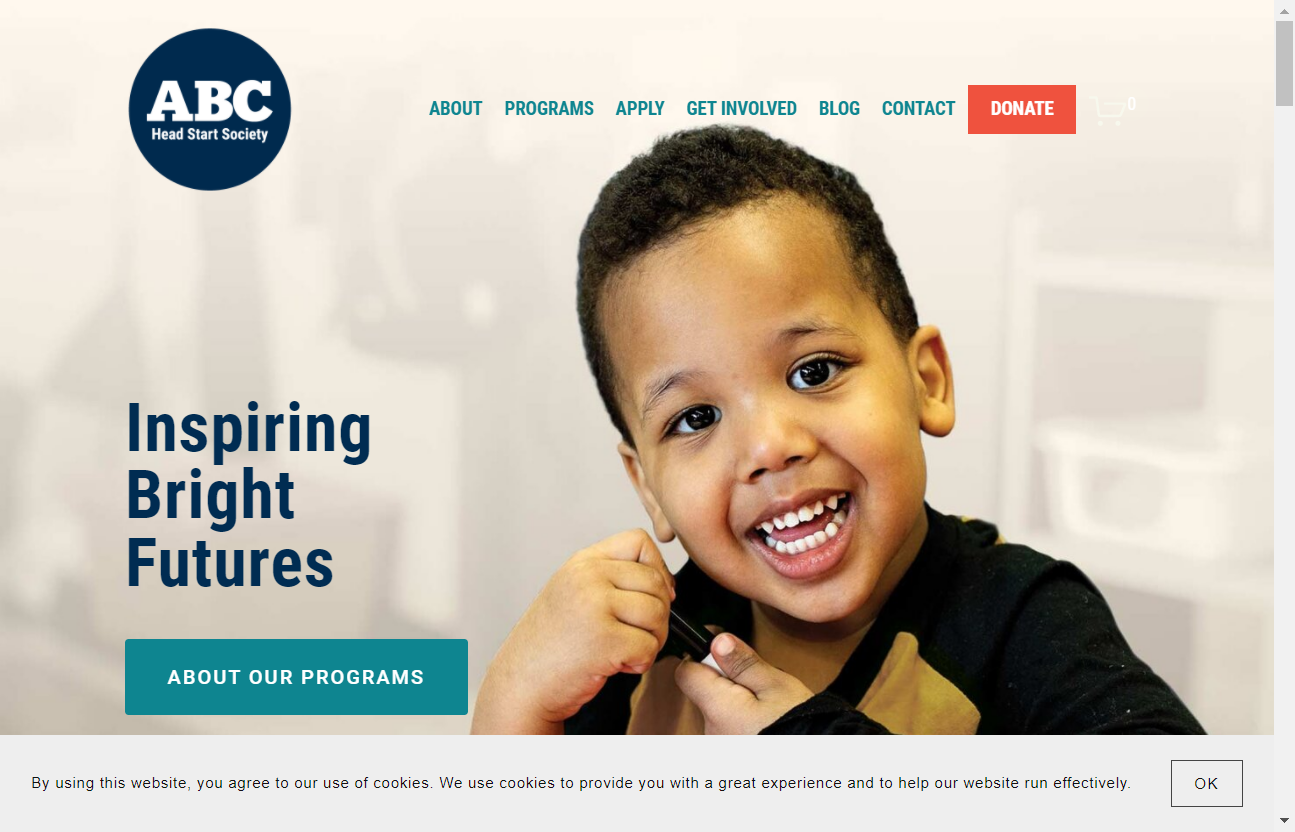 ABC
Head Start Society
ABOUT PROGRAMS APPLY GET INVOLVED BLOG CONTACT DONATE 0
Inspiring
Bright
Futures
ABOUT OUR PROGRAMS
By using this website, you agree to our use of cookies. We use cookies to provide you with a great experience and to help our website run effectively. OK